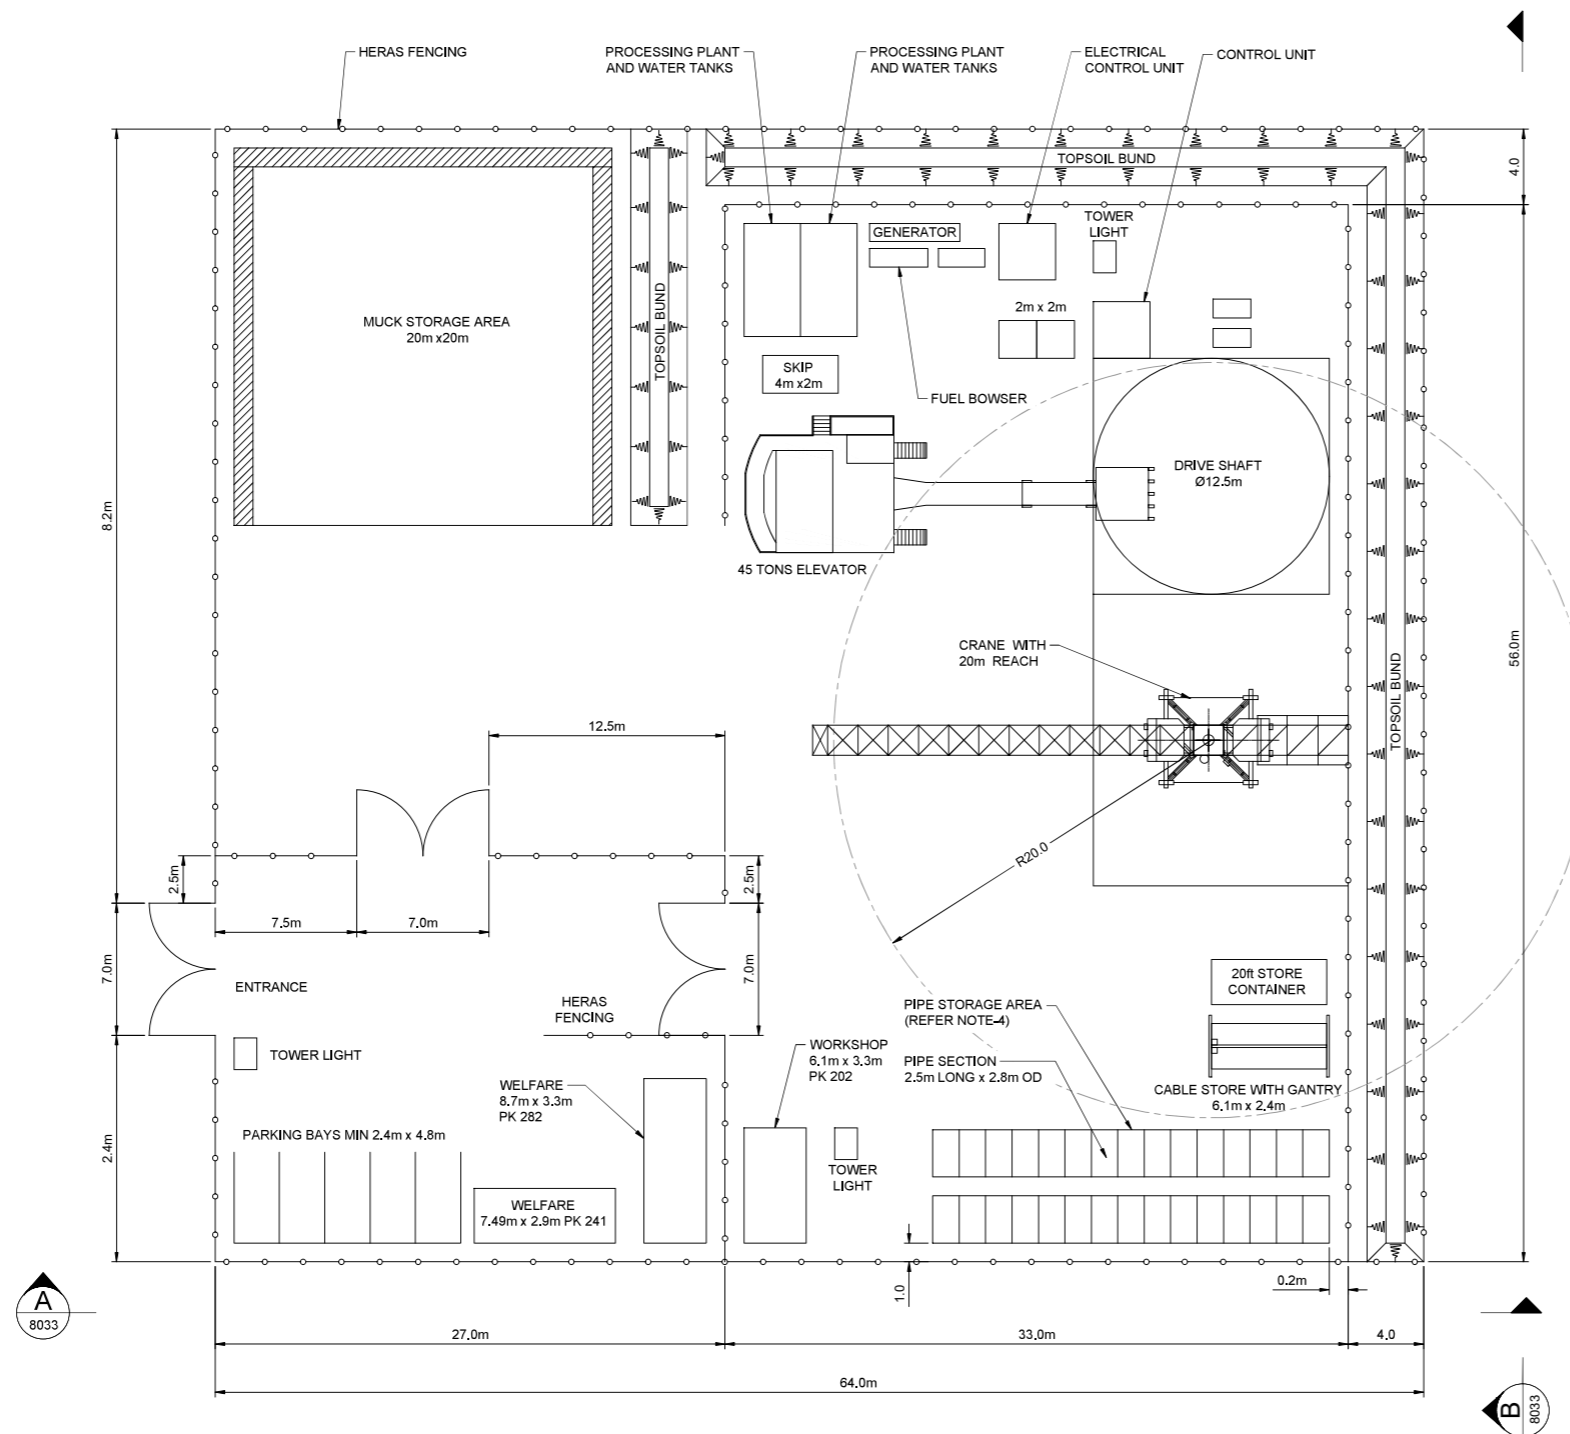 HERAS FENCING
PROCESSING PLANT
AND WATER TANKS
PROCESSING PLANT
AND WATER TANKS
ELECTRICAL
CONTROL UNIT
CONTROL UNIT
TOPSOIL BUND
4.0
GENERATOR
TOWER
LIGHT
MUCK STORAGE AREA
20m x20m
TOPSOIL BUND
2m x 2m
SKIP
4m x2m
FUEL BOWSER
DRIVE SHAFT
Ø12.5m
8.2m
45 TONS ELEVATOR
CRANE WITH
20m REACH
TOPSOIL BUND
56.0m
12.5m
R20.0
2.5m
2.5m
7.5m
7.0m
7.0m
7.0m
ENTRANCE
HERAS
FENCING
20ft STORE
CONTAINER
PIPE STORAGE AREA
(REFER NOTE-4)
TOWER LIGHT
WORKSHOP
6.1m x 3.3m
PK 202
PIPE SECTION
2.5m LONG x 2.8m OD
WELFARE
8.7m x 3.3m
PK 282
CABLE STORE WITH GANTRY
6.1m x 2.4m
2.4m
PARKING BAYS MIN 2.4m x 4.8m
TOWER
LIGHT
WELFARE
7.49m x 2.9m PK 241
1.0
0.2m
A
8033
27.0m
33.0m
4.0
64.0m
B
8033